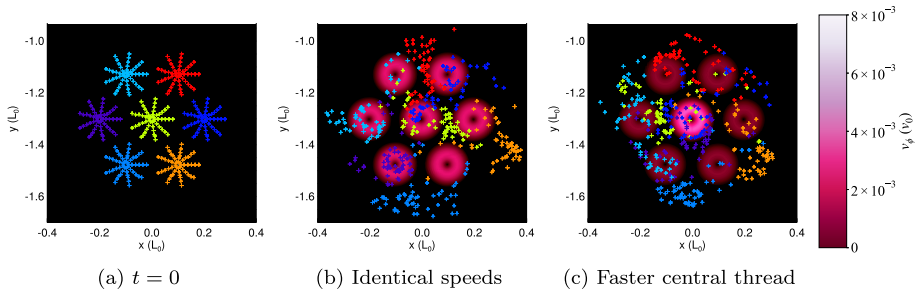 -1.0
-1.2
-1.4
-1.6
y (L₀)
-0.4 -0.2 0.0 0.2 0.4
x (L₀)
(a) t = 0
-1.0
-1.2
-1.4
-1.6
y (L₀)
-0.4 -0.2 0.0 0.2 0.4
x (L₀)
(b) Identical speeds
-1.0
-1.2
-1.4
-1.6
y (L₀)
-0.4 -0.2 0.0 0.2 0.4
x (L₀)
(c) Faster central thread
8×10⁻³
6×10⁻³
4×10⁻³
2×10⁻³
0
v_ϕ (v₀)